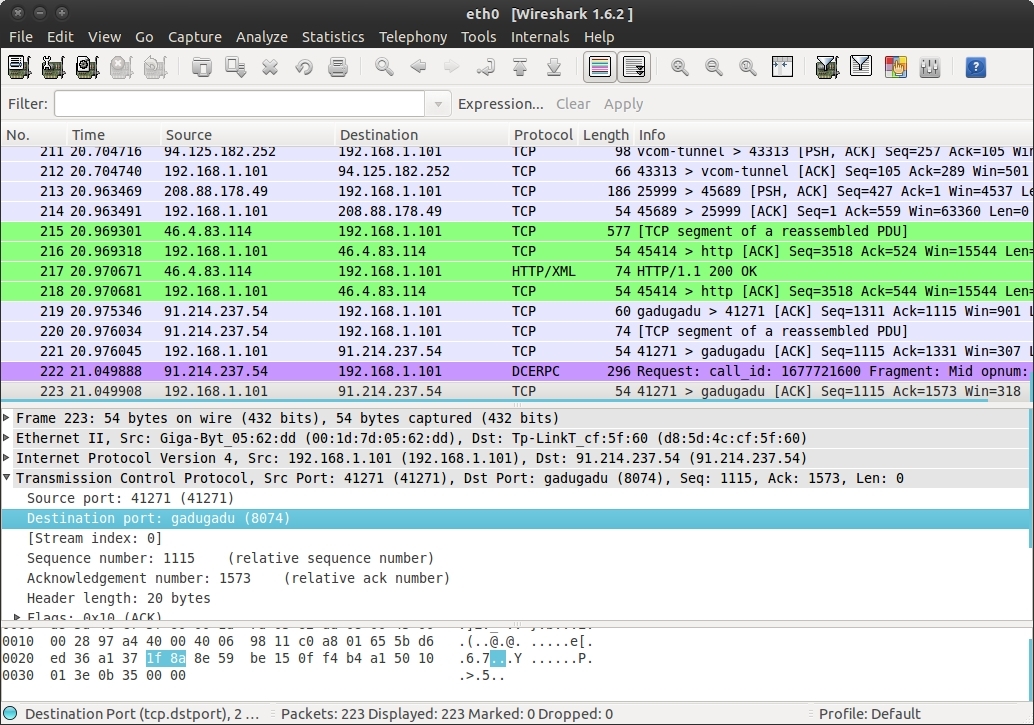 eth0 [Wireshark 1.6.2 ]
File Edit View Go Capture Analyze Statistics Telephony Tools Internals Help
Filter: Expression... Clear Apply
No. Time Source Destination Protocol Length Info
211 20.704716 94.125.182.252 192.168.1.101 TCP 98 vcom-tunnel > 43313 [PSH, ACK] Seq=257 Ack=105 Win
212 20.704740 192.168.1.101 94.125.182.252 TCP 66 43313 > vcom-tunnel [ACK] Seq=105 Ack=289 Win=501
213 20.963469 208.88.178.49 192.168.1.101 TCP 186 25999 > 45689 [PSH, ACK] Seq=427 Ack=1 Win=4537 L
214 20.963491 192.168.1.101 208.88.178.49 TCP 54 45689 > 25999 [ACK] Seq=1 Ack=559 Win=63360 Len=0
215 20.969301 46.4.83.114 192.168.1.101 TCP 577 [TCP segment of a reassembled PDU]
216 20.969318 192.168.1.101 46.4.83.114 TCP 54 45414 > http [ACK] Seq=3518 Ack=524 Win=15544 Len=
217 20.970671 46.4.83.114 192.168.1.101 HTTP/XML 74 HTTP/1.1 200 OK
218 20.970681 192.168.1.101 46.4.83.114 TCP 54 45414 > http [ACK] Seq=3518 Ack=544 Win=15544 Len=
219 20.975346 91.214.237.54 192.168.1.101 TCP 60 gadugadu > 41271 [ACK] Seq=1311 Ack=1115 Win=901 L
220 20.976034 91.214.237.54 192.168.1.101 TCP 74 [TCP segment of a reassembled PDU]
221 20.976045 192.168.1.101 91.214.237.54 TCP 54 41271 > gadugadu [ACK] Seq=1115 Ack=1331 Win=307 L
222 21.049888 91.214.237.54 192.168.1.101 DCERPC 296 Request: call_id: 1677721600 Fragment: Mid opnum:
223 21.049908 192.168.1.101 91.214.237.54 TCP 54 41271 > gadugadu [ACK] Seq=1115 Ack=1573 Win=318
Frame 223: 54 bytes on wire (432 bits), 54 bytes captured (432 bits)
Ethernet II, Src: Giga-Byt_05:62:dd (00:1d:7d:05:62:dd), Dst: Tp-LinkT_cf:5f:60 (d8:5d:4c:cf:5f:60)
Internet Protocol Version 4, Src: 192.168.1.101 (192.168.1.101), Dst: 91.214.237.54 (91.214.237.54)
Transmission Control Protocol, Src Port: 41271 (41271), Dst Port: gadugadu (8074), Seq: 1115, Ack: 1573, Len: 0
Source port: 41271 (41271)
Destination port: gadugadu (8074)
[Stream index: 0]
Sequence number: 1115 (relative sequence number)
Acknowledgement number: 1573 (relative ack number)
Header length: 20 bytes
Flags: 0x10 (ACK)
0010 00 28 97 a4 40 00 40 06 98 11 c0 a8 01 65 5b d6 .(..@.@. .....e[.
0020 ed 36 a1 37 1f 8a 8e 59 be 15 0f f4 b4 a1 50 10 .6.7...Y ......P.
0030 01 3e 0b 35 00 00 .>.5..
Destination Port (tcp.dstport), 2 ... Packets: 223 Displayed: 223 Marked: 0 Dropped: 0 Profile: Default